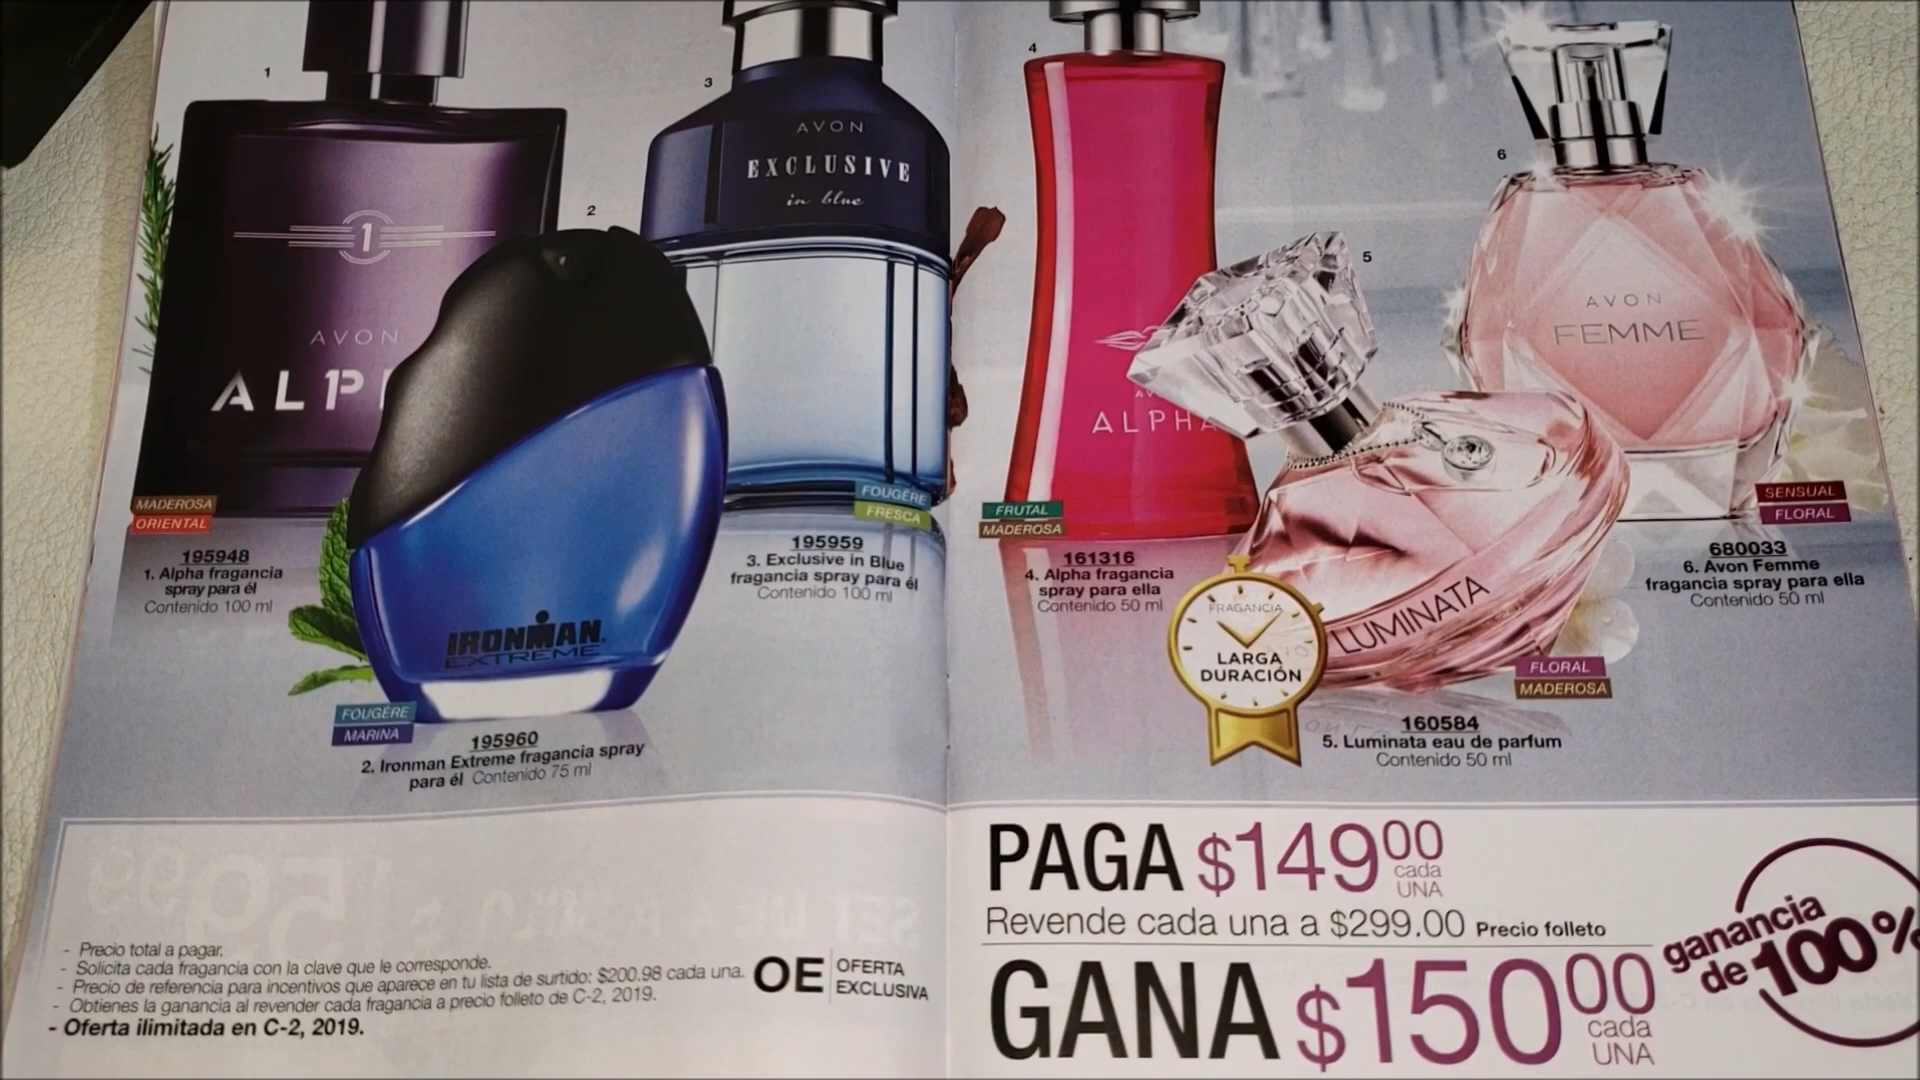 1
AVON
ALP
MADEROSA
ORIENTAL
195948
1. Alpha fragancia
spray para él
Contenido 100 ml
2
IRONMAN
EXTREME
FOUGÈRE
MARINA
195960
2. Ironman Extreme fragancia spray
para él Contenido 75 ml
3
AVON
EXCLUSIVE
in blue
FOUGÈRE
FRESCA
195959
3. Exclusive in Blue
fragancia spray para él
Contenido 100 ml
4
ALPHA
FRUTAL
MADEROSA
161316
4. Alpha fragancia
spray para ella
Contenido 50 ml
5
FRAGANCIA
LARGA
DURACIÓN
LUMINATA
FLORAL
MADEROSA
160584
5. Luminata eau de parfum
Contenido 50 ml
6
AVON
FEMME
SENSUAL
FLORAL
680033
6. Avon Femme
fragancia spray para ella
Contenido 50 ml
- Precio total a pagar.
- Solicita cada fragancia con la clave que le corresponde.
- Precio de referencia para incentivos que aparece en tu lista de surtido: $200.98 cada una.
- Obtienes la ganancia al revender cada fragancia a precio folleto de C-2, 2019.
- Oferta ilimitada en C-2, 2019.
OE OFERTA
EXCLUSIVA
PAGA $14900 cada
UNA
Revende cada una a $299.00 Precio folleto
GANA $15000 cada
UNA
ganancia
de 100%